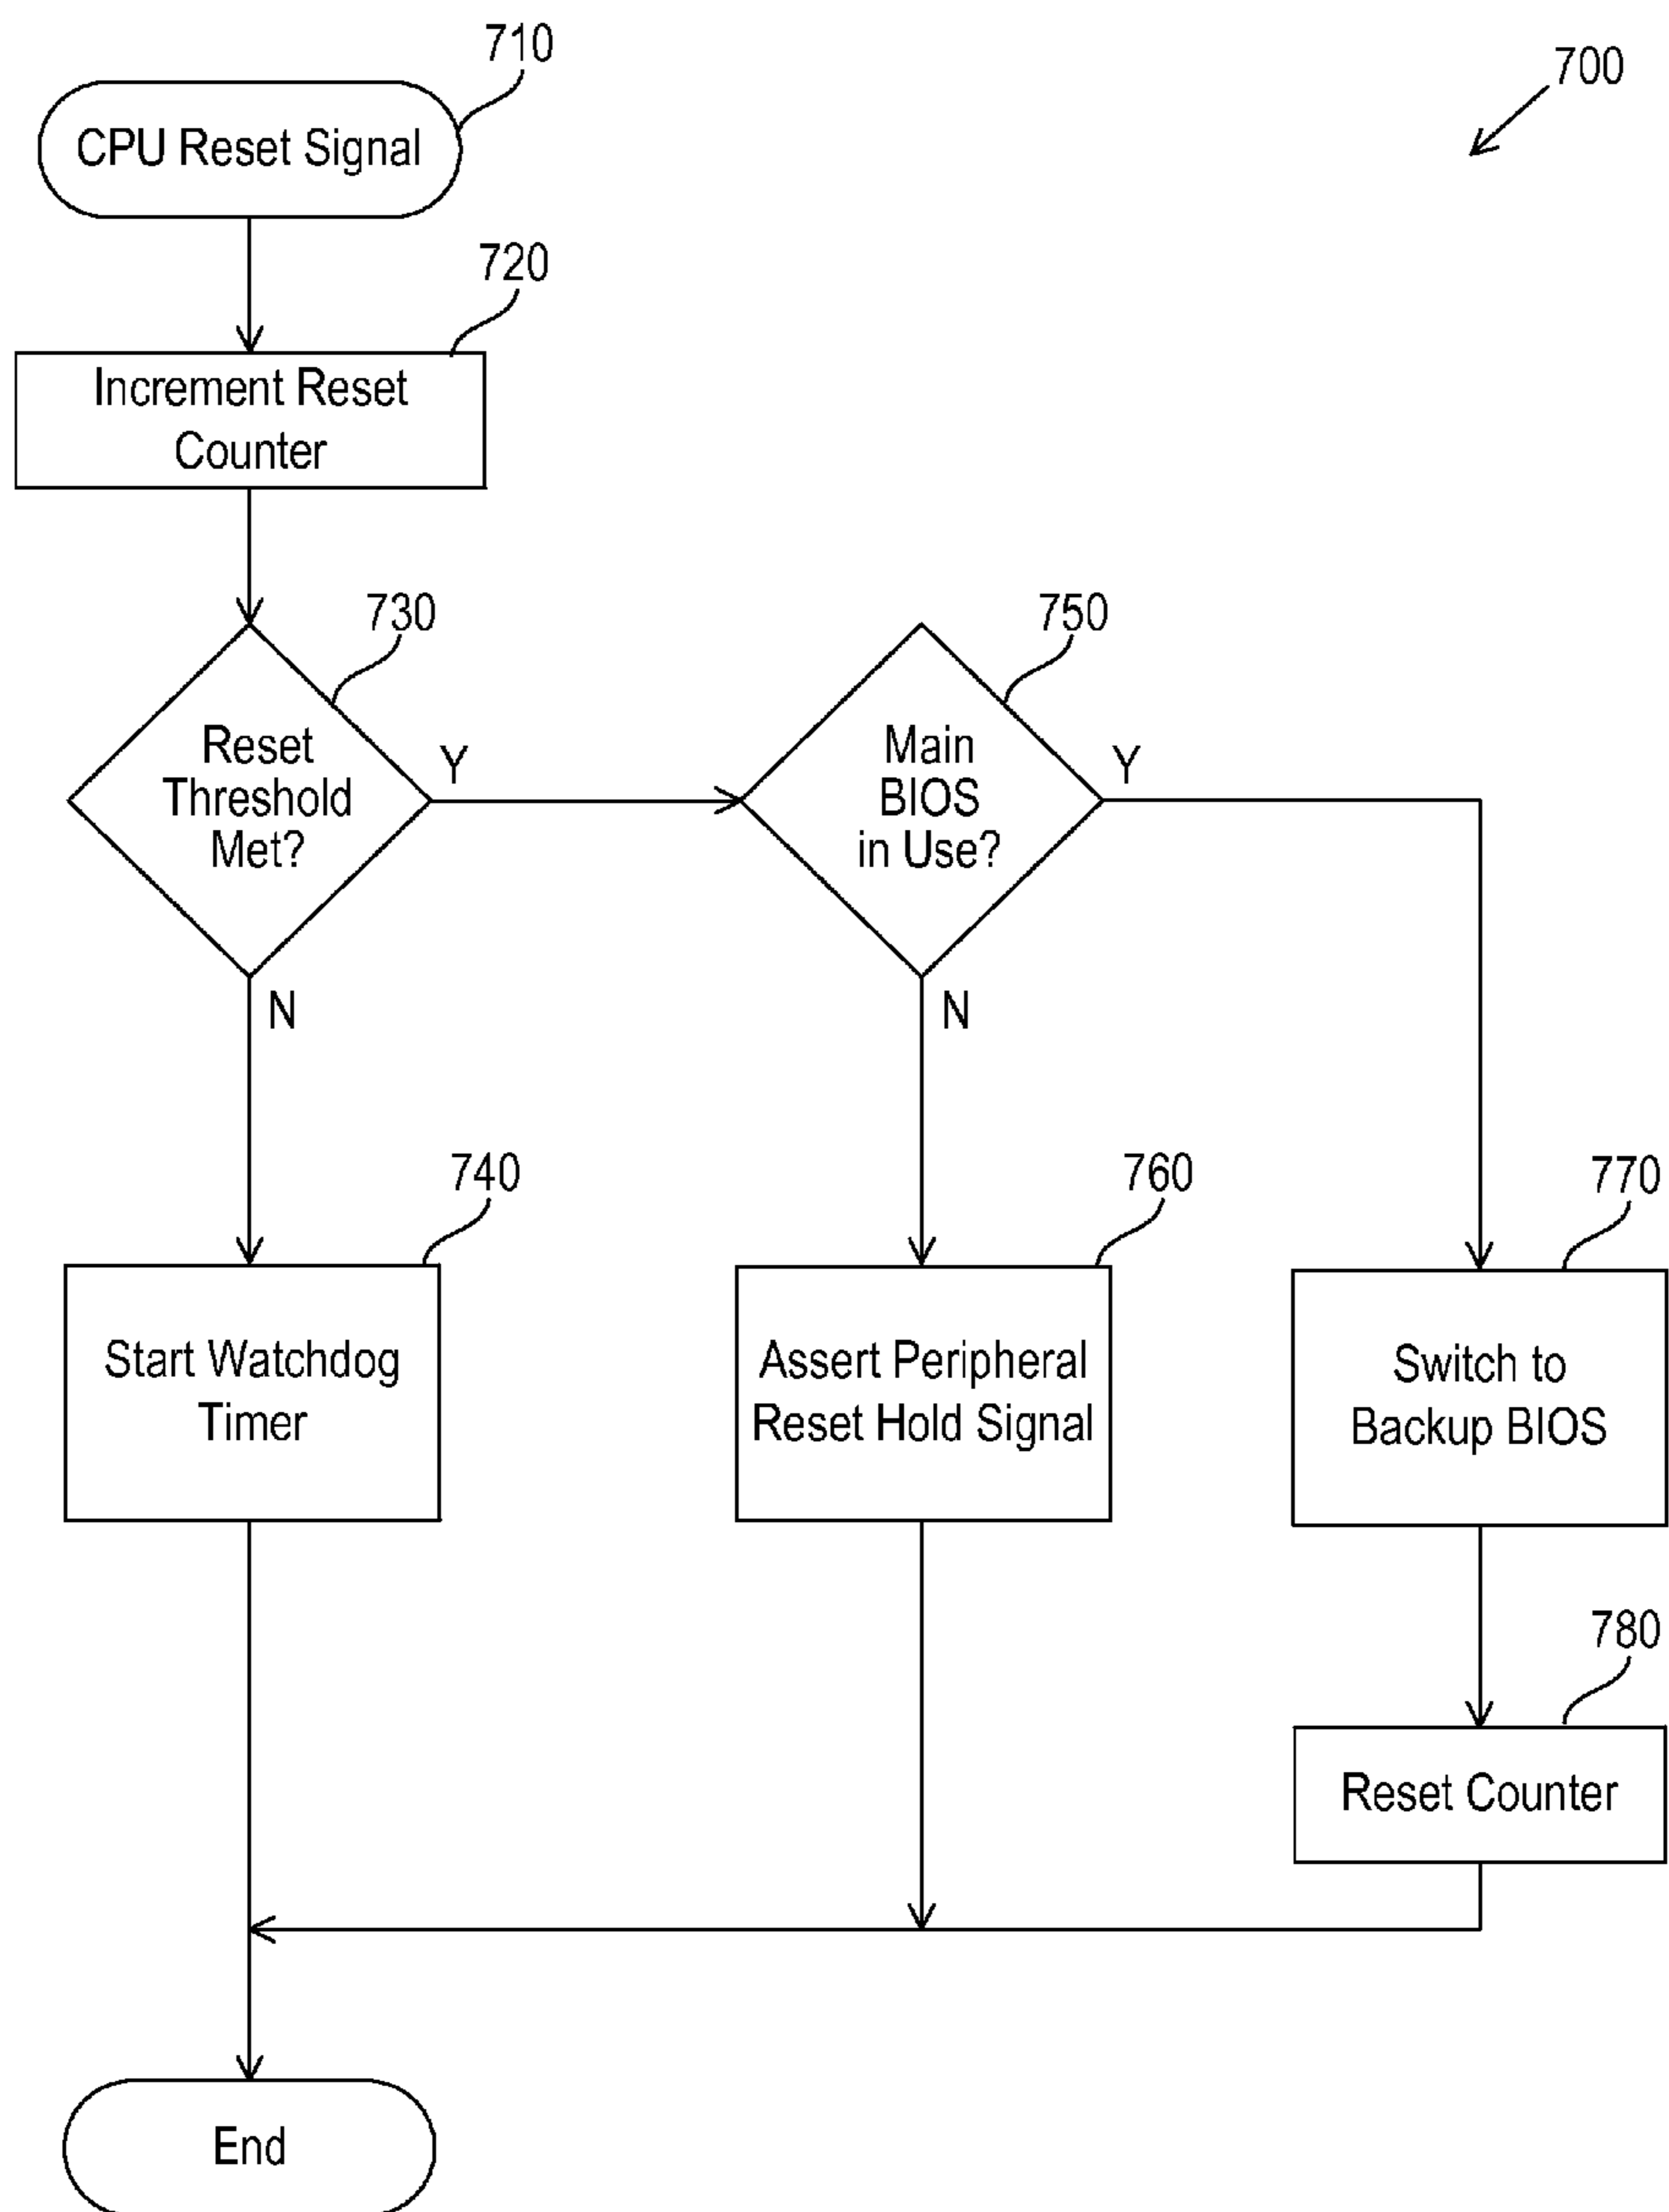 710
700
CPU Reset Signal
720
Increment Reset
Counter
730
750
Reset
Threshold
Met?
Y
Main
BIOS
in Use?
Y
N
N
740
760
770
Start Watchdog
Timer
Assert Peripheral
Reset Hold Signal
Switch to
Backup BIOS
780
Reset Counter
End